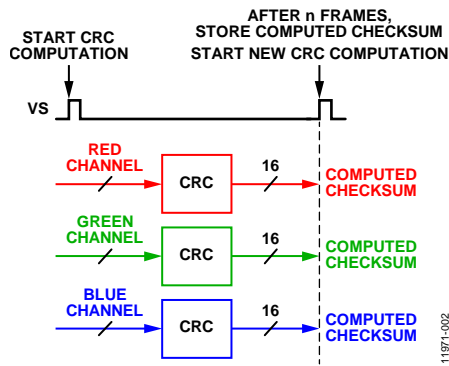 START CRC
COMPUTATION
AFTER n FRAMES,
STORE COMPUTED CHECKSUM
START NEW CRC COMPUTATION
VS
RED
CHANNEL
CRC
16
COMPUTED
CHECKSUM
GREEN
CHANNEL
CRC
16
COMPUTED
CHECKSUM
BLUE
CHANNEL
CRC
16
COMPUTED
CHECKSUM
11971-002